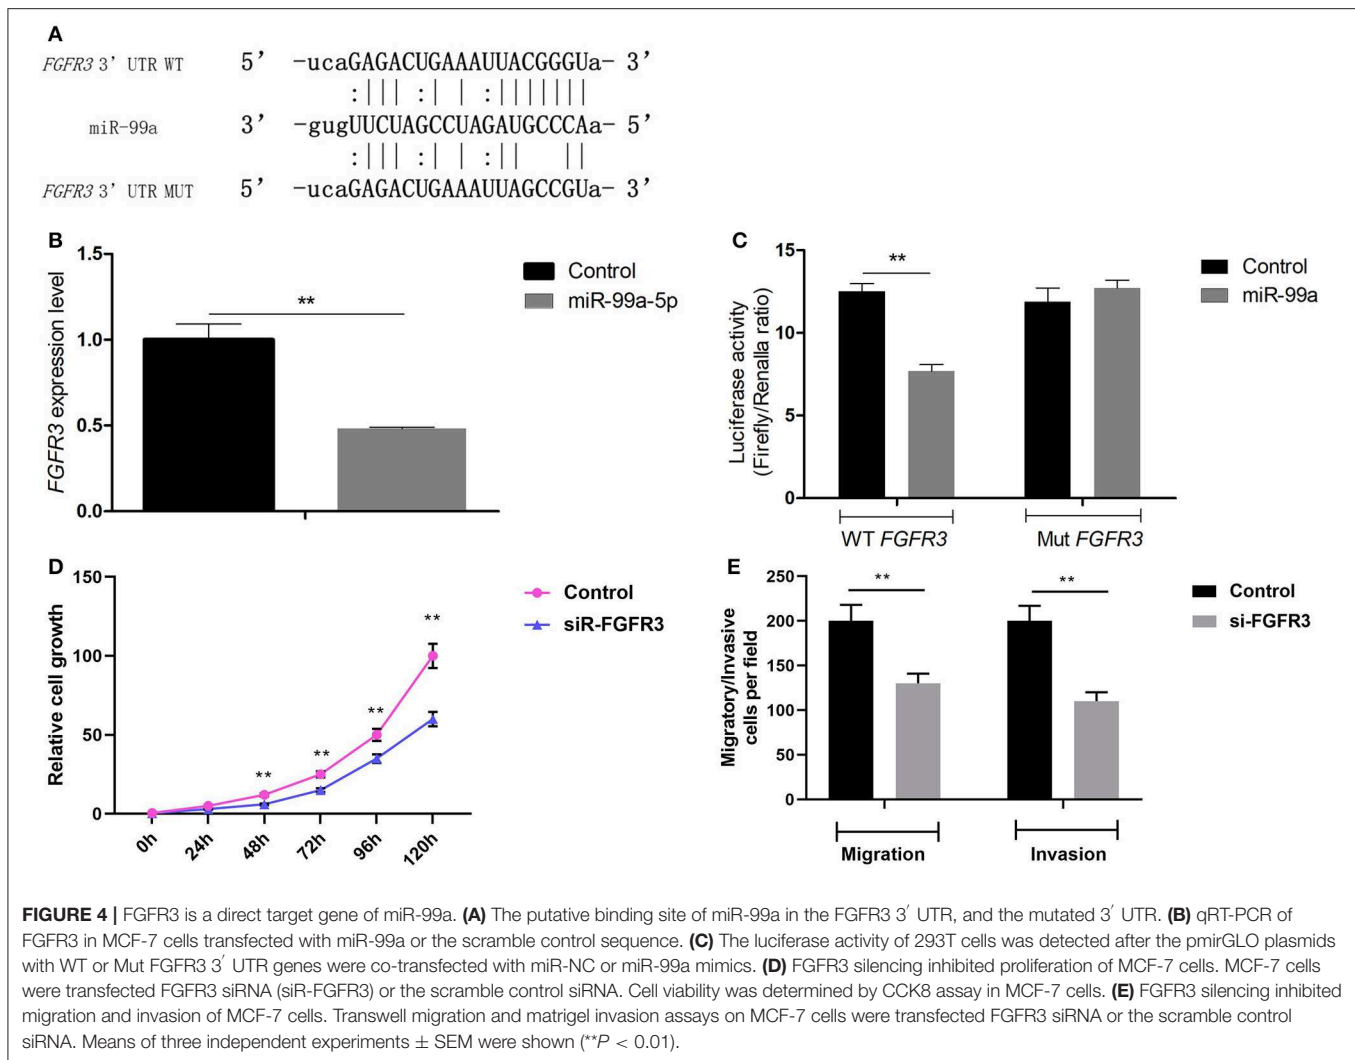 A
FGFR3 3’ UTR WT 5’ -ucaGAGACUGAAAUUACGGGUa- 3’
:||| :| | :|||||||
miR-99a 3’ -gugUUCUAGCCUAGAUGCCCAa- 5’
:||| :| | :|| ||
FGFR3 3’ UTR MUT 5’ -ucaGAGACUGAAAUUAGCCGUa- 3’
B
FGFR3 expression level
1.5
1.0
0.5
0.0
**
Control
miR-99a-5p
C
Luciferase activity
(Firefly/Renalla ratio)
15
10
5
0
**
Control
miR-99a
WT FGFR3
Mut FGFR3
D
Relative cell growth
150
100
50
0
**
**
**
**
0h
24h
48h
72h
96h
120h
Control
siR-FGFR3
E
Migratory/Invasive
cells per field
250
200
150
100
50
0
**
**
Control
si-FGFR3
Migration
Invasion
FIGURE 4 | FGFR3 is a direct target gene of miR-99a. (A) The putative binding site of miR-99a in the FGFR3 3′ UTR, and the mutated 3′ UTR. (B) qRT-PCR of
FGFR3 in MCF-7 cells transfected with miR-99a or the scramble control sequence. (C) The luciferase activity of 293T cells was detected after the pmirGLO plasmids
with WT or Mut FGFR3 3′ UTR genes were co-transfected with miR-NC or miR-99a mimics. (D) FGFR3 silencing inhibited proliferation of MCF-7 cells. MCF-7 cells
were transfected FGFR3 siRNA (siR-FGFR3) or the scramble control siRNA. Cell viability was determined by CCK8 assay in MCF-7 cells. (E) FGFR3 silencing inhibited
migration and invasion of MCF-7 cells. Transwell migration and matrigel invasion assays on MCF-7 cells were transfected FGFR3 siRNA or the scramble control
siRNA. Means of three independent experiments ± SEM were shown (**P < 0.01).